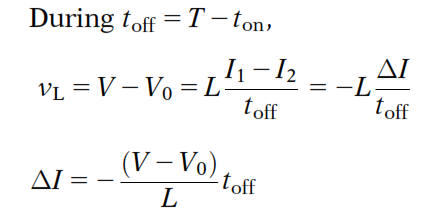 During t_off = T − t_on,
v_L = V − V_0 = L (I_1 − I_2)/t_off = −L ΔI/t_off
ΔI = − (V − V_0)/L t_off